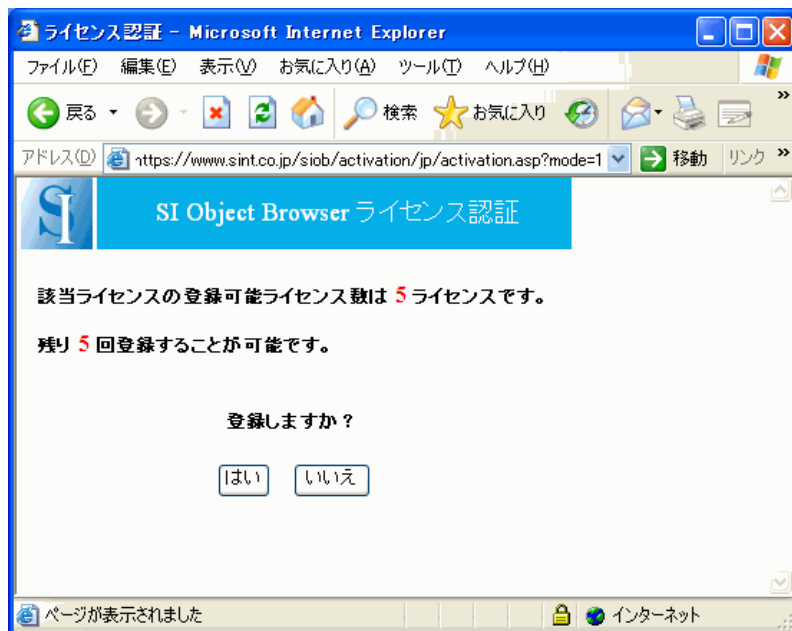 ライセンス認証 - Microsoft Internet Explorer
ファイル(F) 編集(E) 表示(V) お気に入り(A) ツール(T) ヘルプ(H)
戻る 検索 お気に入り »
アドレス(D) https://www.sint.co.jp/siob/activation/jp/activation.asp?mode=1 移動 リンク »
SI SI Object Browser ライセンス認証
該当ライセンスの登録可能ライセンス数は 5 ライセンスです。
残り 5 回登録することが可能です。
登録しますか？
はい いいえ
ページが表示されました インターネット